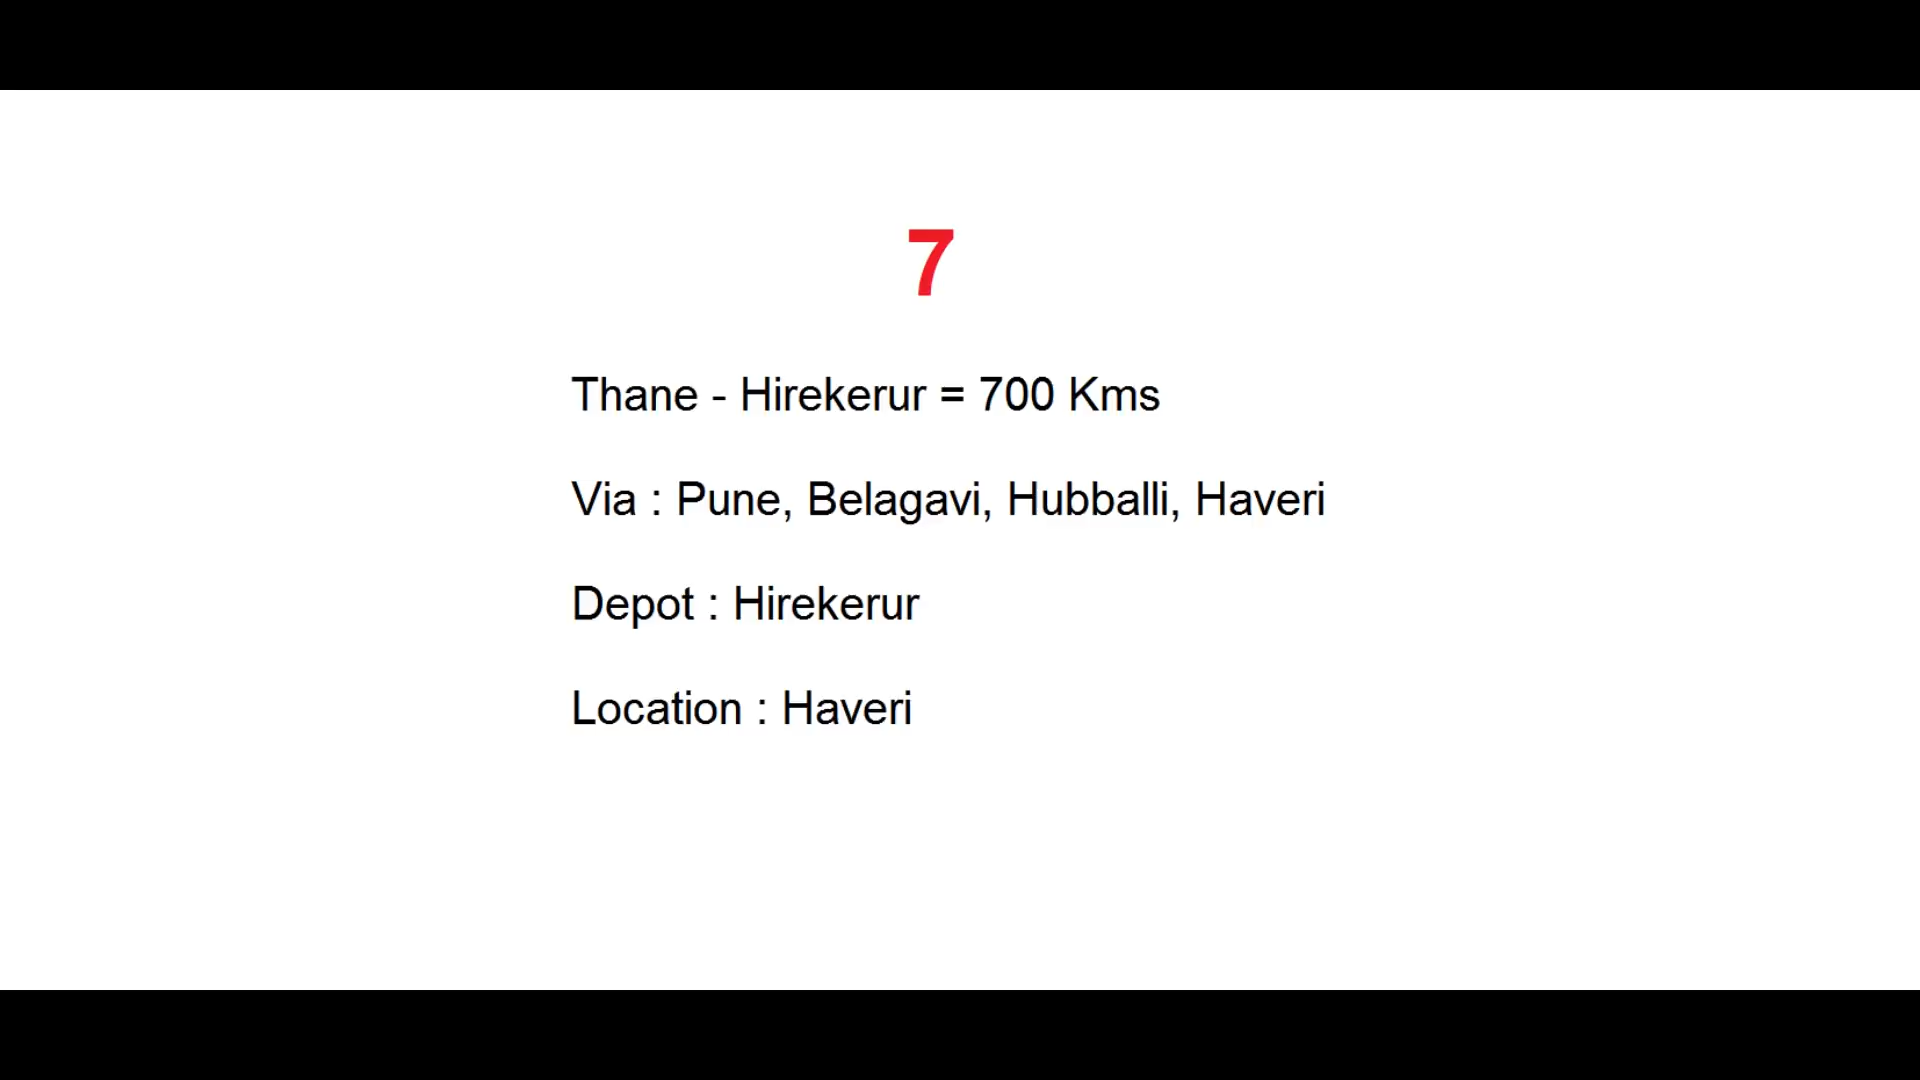 7
Thane - Hirekerur = 700 Kms
Via : Pune, Belagavi, Hubballi, Haveri
Depot : Hirekerur
Location : Haveri